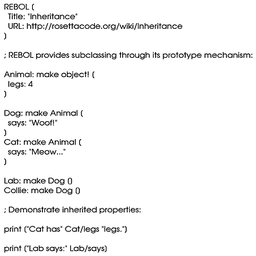 REBOL [
Title: "Inheritance"
URL: http://rosettacode.org/wiki/Inheritance
]
; REBOL provides subclassing through its prototype mechanism:
Animal: make object! [
legs: 4
]
Dog: make Animal [
says: "Woof!"
]
Cat: make Animal [
says: "Meow..."
]
Lab: make Dog []
Collie: make Dog []
; Demonstrate inherited properties:
print ["Cat has" Cat/legs "legs."]
print ["Lab says:" Lab/says]